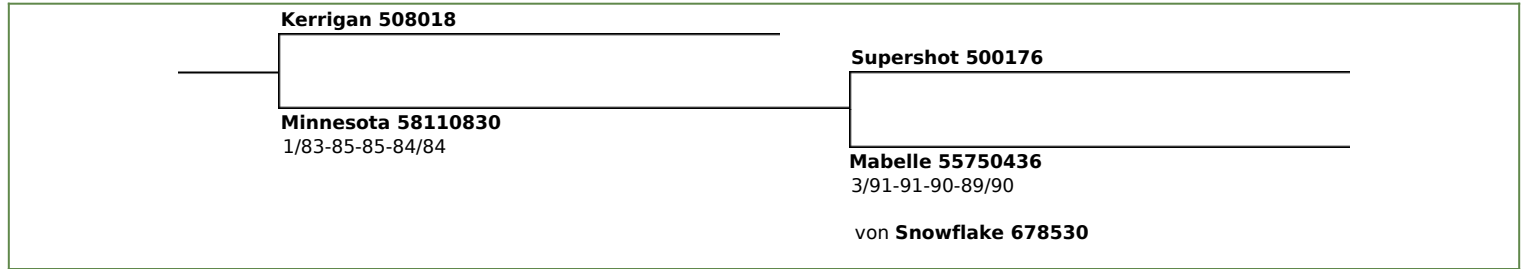 Kerrigan 508018
Supershot 500176
Minnesota 58110830
1/83-85-85-84/84
Mabelle 55750436
3/91-91-90-89/90
von Snowflake 678530